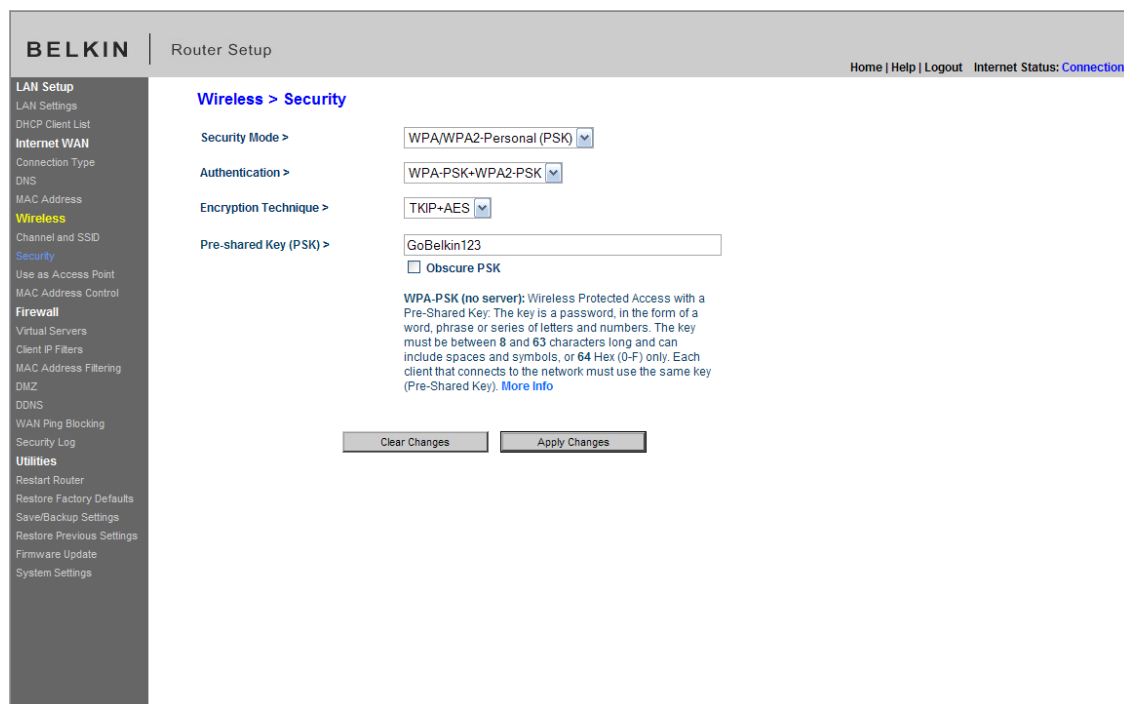 BELKIN
Router Setup
Home | Help | Logout Internet Status: Connection
LAN Setup
LAN Settings
DHCP Client List
Internet WAN
Connection Type
DNS
MAC Address
Wireless
Channel and SSID
Security
Use as Access Point
MAC Address Control
Firewall
Virtual Servers
Client IP Filters
MAC Address Filtering
DMZ
DDNS
WAN Ping Blocking
Security Log
Utilities
Restart Router
Restore Factory Defaults
Save/Backup Settings
Restore Previous Settings
Firmware Update
System Settings
Wireless > Security
Security Mode > WPA/WPA2-Personal (PSK)
Authentication > WPA-PSK+WPA2-PSK
Encryption Technique > TKIP+AES
Pre-shared Key (PSK) > GoBelkin123
Obscure PSK
WPA-PSK (no server): Wireless Protected Access with a
Pre-Shared Key: The key is a password, in the form of a
word, phrase or series of letters and numbers. The key
must be between 8 and 63 characters long and can
include spaces and symbols, or 64 Hex (0-F) only. Each
client that connects to the network must use the same key
(Pre-Shared Key). More Info
Clear Changes Apply Changes